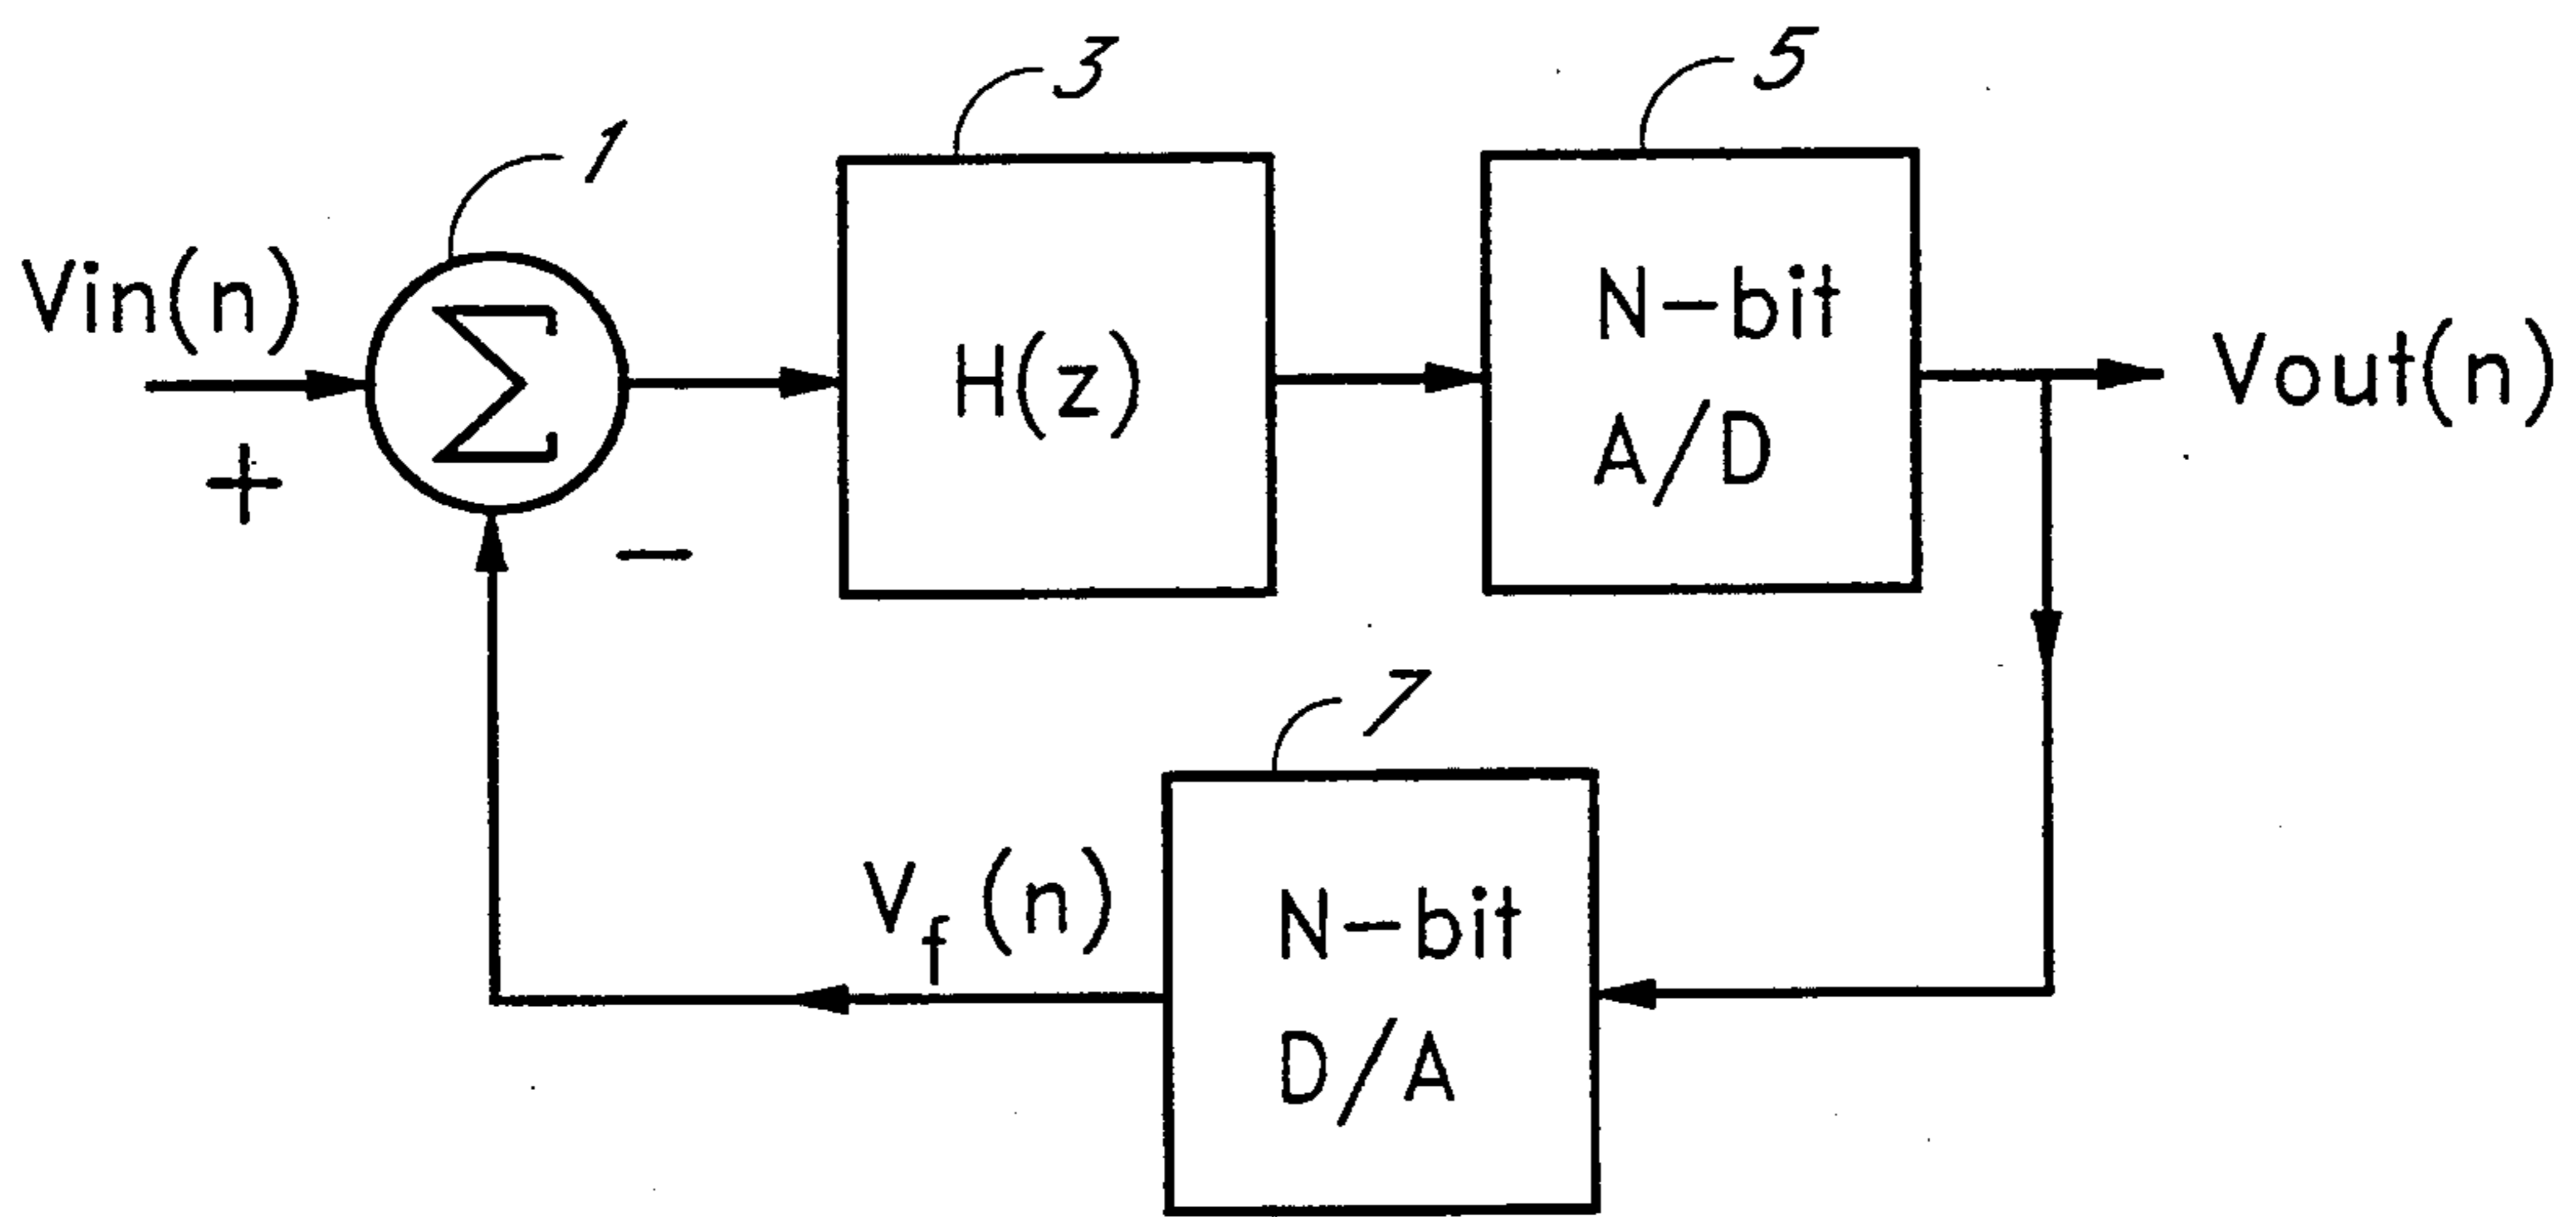 1
3
5
Vin(n)
+
Σ
−
H(z)
N-bit
A/D
Vout(n)
7
Vf(n)
N-bit
D/A